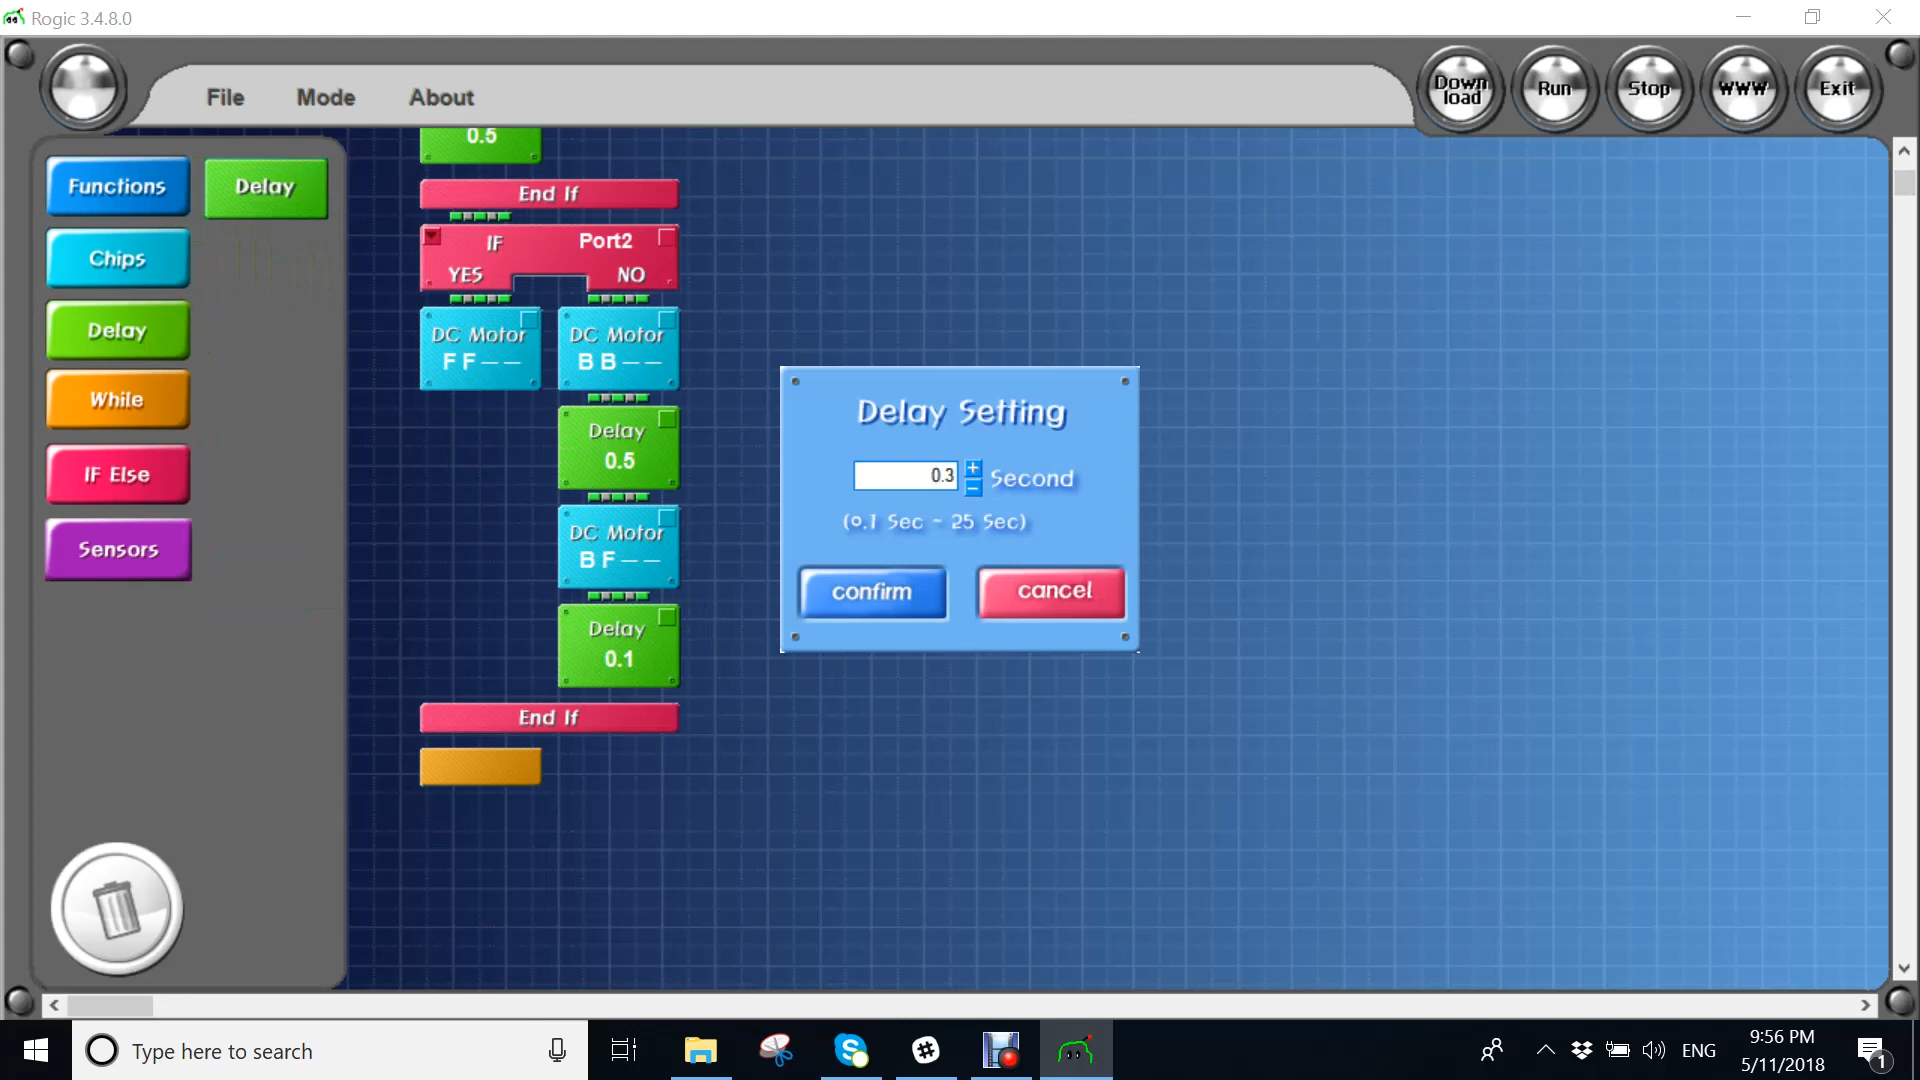 Rogic 3.4.8.0
File Mode About
Down load
Run
Stop
WWW
Exit
Functions
Delay
Chips
Delay
While
IF Else
Sensors
0.5
End If
IF Port2
YES NO
DC Motor
F F — —
DC Motor
B B — —
Delay
0.5
DC Motor
B F — —
Delay
0.1
End If
Delay Setting
0.3
+
−
Second
(0.1 Sec ~ 25 Sec)
confirm
cancel
Type here to search
ENG
9:56 PM
5/11/2018
1